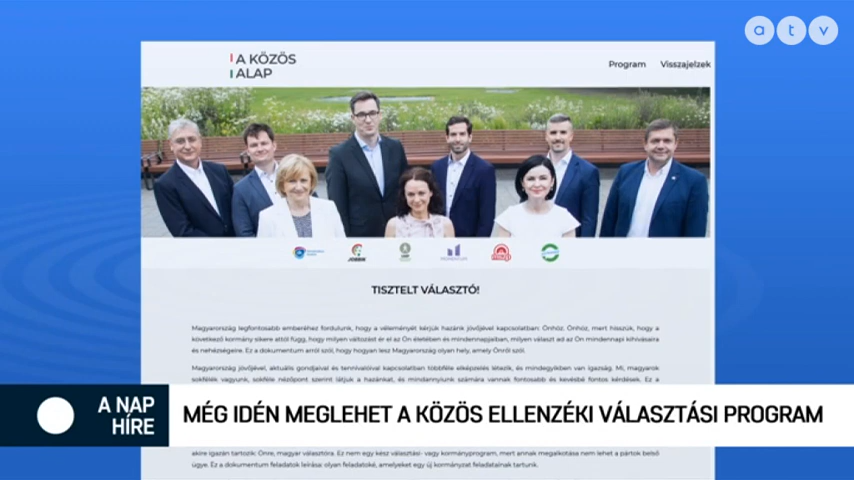 atv
A KÖZÖS
ALAP
Program Visszajelzek
JOBBIK
LMP
MOMENTUM
mszp
TISZTELT VÁLASZTÓ!
Magyarország legfontosabb emberéhez fordulunk, hogy a véleményét kérjük hazánk jövőjével kapcsolatban: Önhöz. Önhöz, mert hisszük, hogy a
következő kormány sikere attól függ, hogy milyen változást ér el az Ön életében és mindennapjaiban, milyen választ ad az Ön mindennapi kihívásaira
és nehézségeire. Ez a dokumentum arról szól, hogy hogyan lesz Magyarország olyan hely, amely Önről szól.
Magyarország jövőjével, aktuális gondjaival és tennivalóival kapcsolatban többféle elképzelés létezik, és mindegyikben van igazság. Mi, magyarok
sokfélék vagyunk, sokféle nézőpont szerint látjuk a hazánkat, és mindannyiunk számára vannak fontosabb és kevésbé fontos kérdések. Ez a
A NAP
HÍRE
MÉG IDÉN MEGLEHET A KÖZÖS ELLENZÉKI VÁLASZTÁSI PROGRAM
akire igazán tartozik: Önre, magyar választóra. Ez nem egy kész választási- vagy kormányprogram, mert annak megalkotása nem lehet a pártok belső
ügye. Ez a dokumentum feladatok leírása: olyan feladatoké, amelyeket egy új kormányzat feladatainak tartunk.